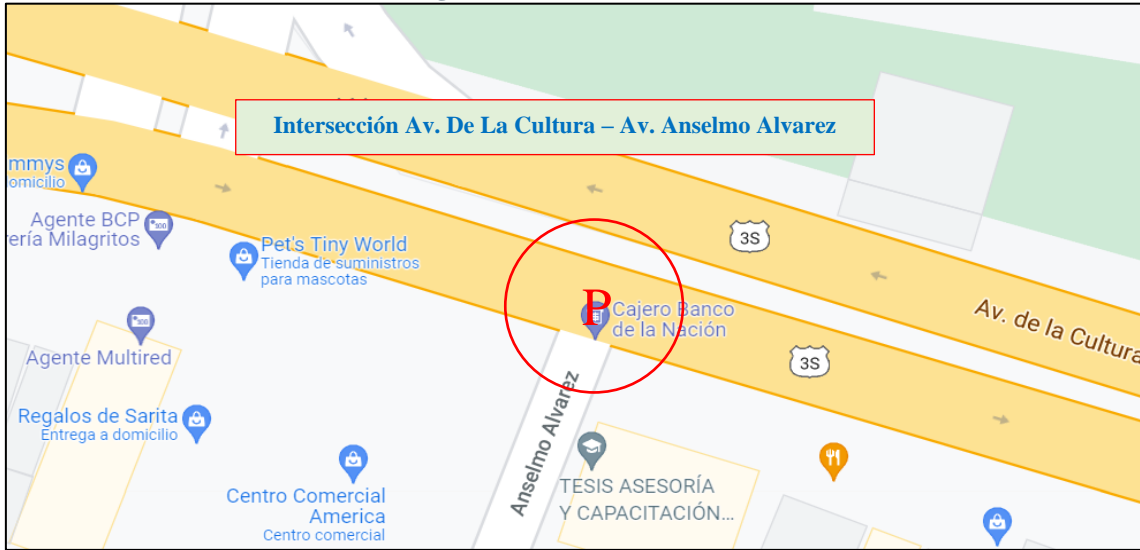 Intersección Av. De La Cultura – Av. Anselmo Alvarez
mmys
omicilio
Agente BCP
ería Milagritos
Pet's Tiny World
Tienda de suministros
para mascotas
3S
P
Cajero Banco
de la Nación
Av. de la Cultura
3S
Agente Multired
Regalos de Sarita
Entrega a domicilio
Anselmo Alvarez
Centro Comercial
America
Centro comercial
TESIS ASESORÍA
Y CAPACITACIÓN...